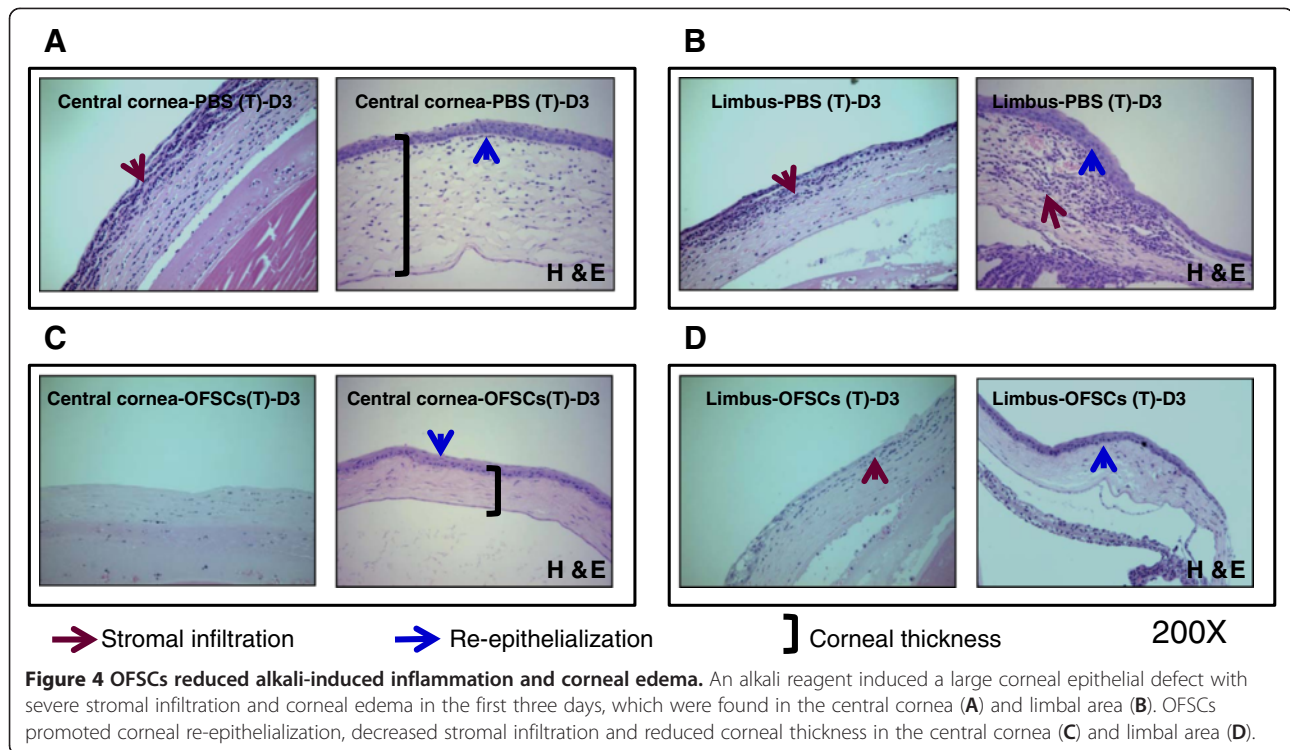 A
B
Central cornea-PBS (T)-D3
Central cornea-PBS (T)-D3
H & E
Limbus-PBS (T)-D3
Limbus-PBS (T)-D3
H & E
C
D
Central cornea-OFSCs(T)-D3
Central cornea-OFSCs(T)-D3
H & E
Limbus-OFSCs (T)-D3
Limbus-OFSCs (T)-D3
H & E
Stromal infiltration
Re-epithelialization
Corneal thickness
200X
Figure 4 OFSCs reduced alkali-induced inflammation and corneal edema. An alkali reagent induced a large corneal epithelial defect with
severe stromal infiltration and corneal edema in the first three days, which were found in the central cornea (A) and limbal area (B). OFSCs
promoted corneal re-epithelialization, decreased stromal infiltration and reduced corneal thickness in the central cornea (C) and limbal area (D).